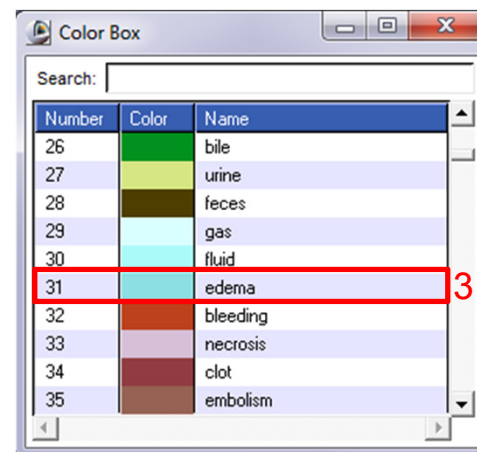 Color Box
Search:
Number Color Name
26 bile
27 urine
28 feces
29 gas
30 fluid
31 edema 3
32 bleeding
33 necrosis
34 clot
35 embolism